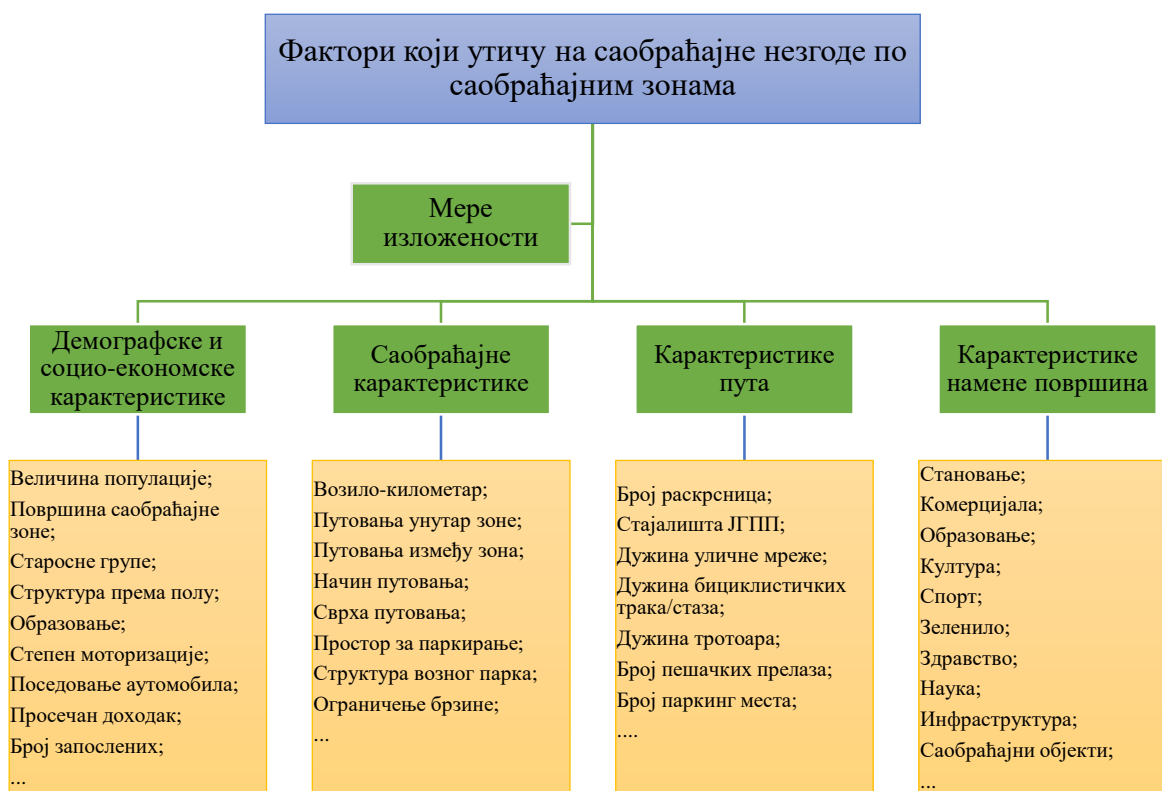 Фактори који утичу на саобраћајне незгоде по
саобраћајним зонама
Мере
изложености
Демографске и
социо-економске
карактеристике
Величина популације;
Површина саобраћајне
зоне;
Старосне групе;
Структура према полу;
Образовање;
Степен моторизације;
Поседовање аутомобила;
Просечан доходак;
Број запослених;
...
Саобраћајне
карактеристике
Возило-километар;
Путовања унутар зоне;
Путовања између зона;
Начин путовања;
Сврха путовања;
Простор за паркирање;
Структура возног парка;
Ограничење брзине;
...
Карактеристике
пута
Број раскрсница;
Стајалишта ЈГПП;
Дужина уличне мреже;
Дужина бициклистичких
трака/стаза;
Дужина тротоара;
Број пешачких прелаза;
Број паркинг места;
....
Карактеристике
намене површина
Становање;
Комерцијала;
Образовање;
Култура;
Спорт;
Зеленило;
Здравство;
Наука;
Инфраструктура;
Саобраћајни објекти;
...